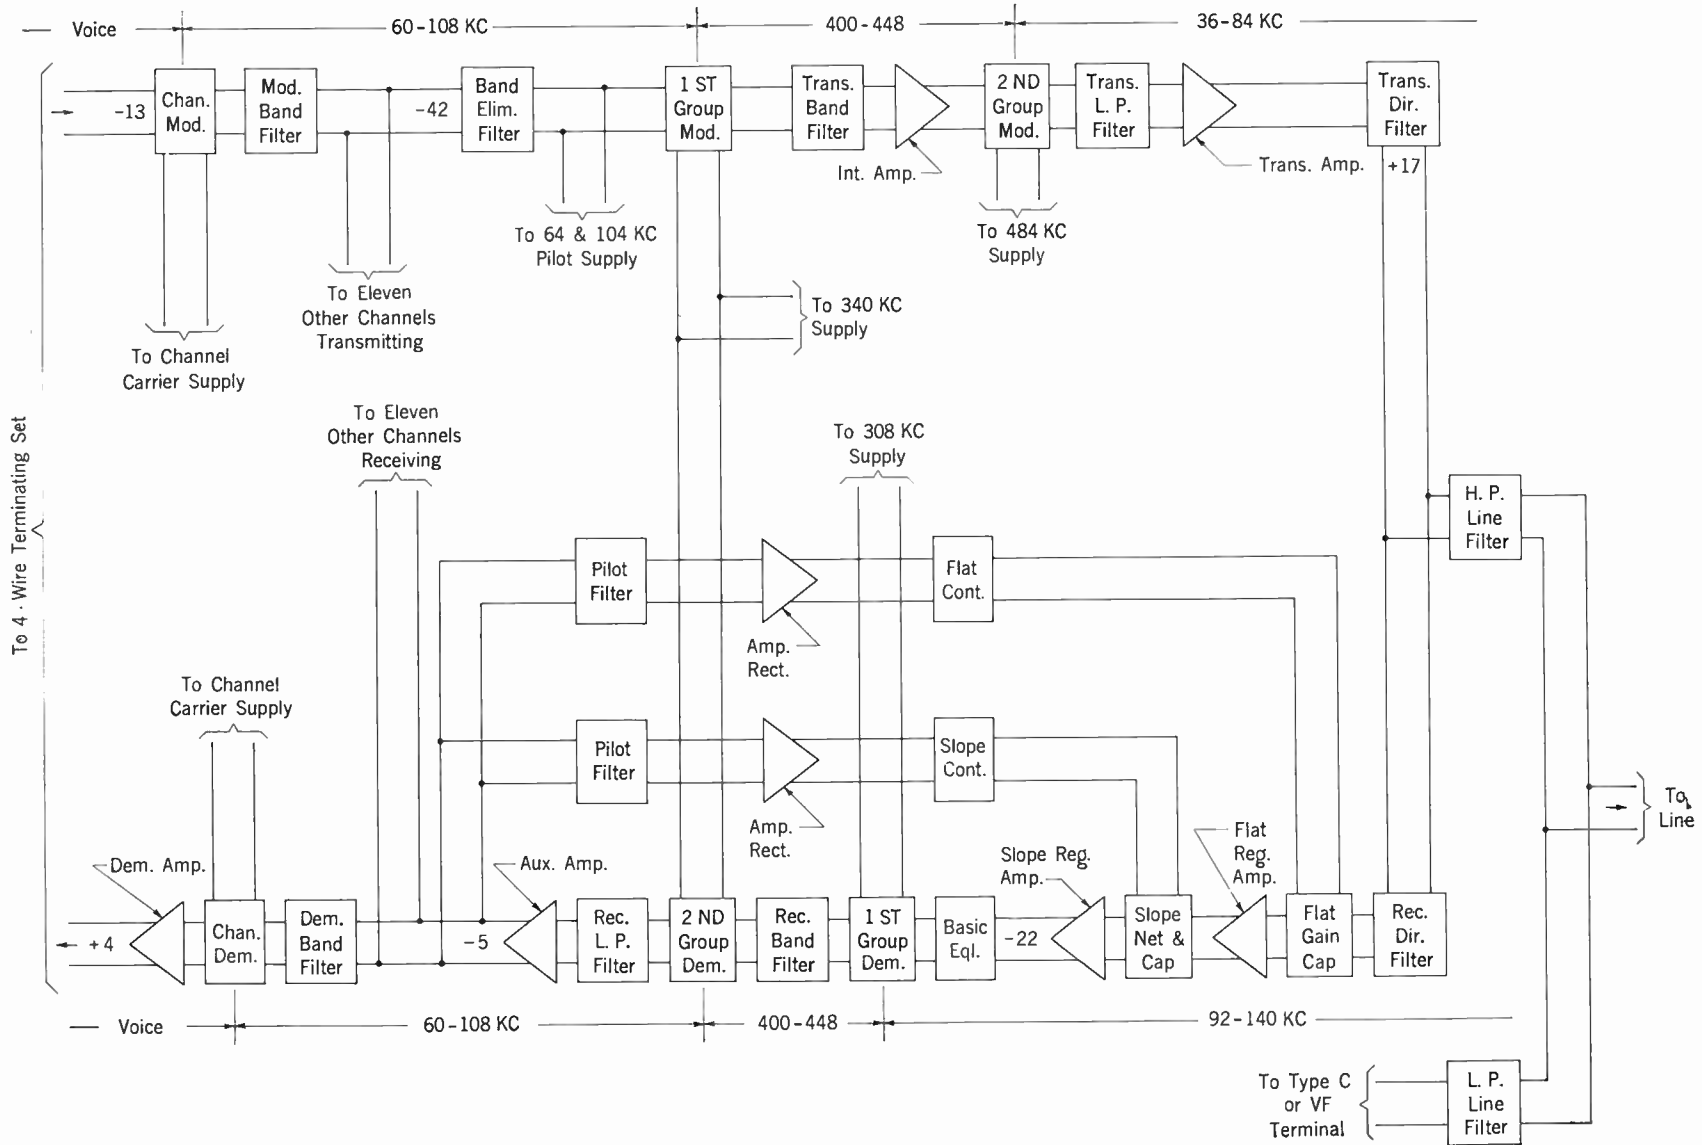 Voice
60-108 KC
400-448
36-84 KC
-13
Chan.
Mod.
Mod.
Band
Filter
-42
Band
Elim.
Filter
1 ST
Group
Mod.
Trans.
Band
Filter
Int. Amp.
2 ND
Group
Mod.
Trans.
L. P.
Filter
Trans. Amp.
Trans.
Dir.
Filter
+17
To Channel
Carrier Supply
To Eleven
Other Channels
Transmitting
To 64 & 104 KC
Pilot Supply
To 484 KC
Supply
To 340 KC
Supply
To 4 - Wire Terminating Set
To Eleven
Other Channels
Receiving
To 308 KC
Supply
H. P.
Line
Filter
Pilot
Filter
Amp.
Rect.
Flat
Cont.
To Channel
Carrier Supply
Pilot
Filter
Amp.
Rect.
Slope
Cont.
To
Line
Dem. Amp.
Aux. Amp.
Slope Reg.
Amp.
Flat
Reg.
Amp.
+4
Chan.
Dem.
Dem.
Band
Filter
-5
Rec.
L. P.
Filter
2 ND
Group
Dem.
Rec.
Band
Filter
1 ST
Group
Dem.
Basic
Eql.
-22
Slope
Net &
Cap
Flat
Gain
Cap
Rec.
Dir.
Filter
Voice
60-108 KC
400-448
92-140 KC
To Type C
or VF
Terminal
L. P.
Line
Filter